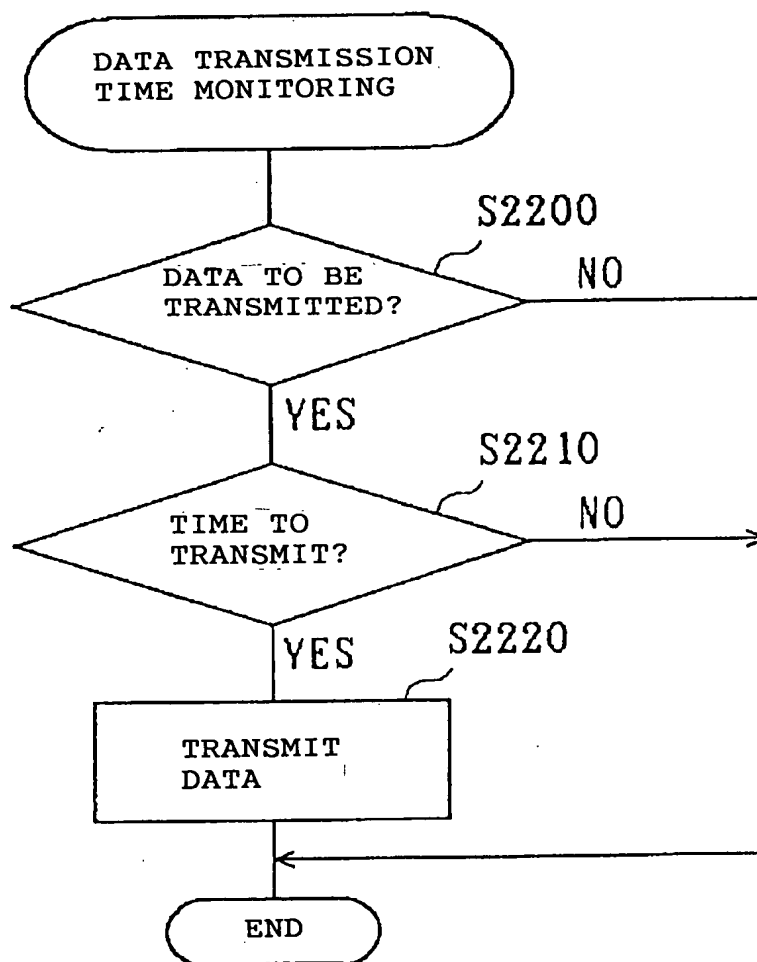 DATA TRANSMISSION
TIME MONITORING
S2200
DATA TO BE
TRANSMITTED?
NO
YES
S2210
TIME TO
TRANSMIT?
NO
YES
S2220
TRANSMIT
DATA
END